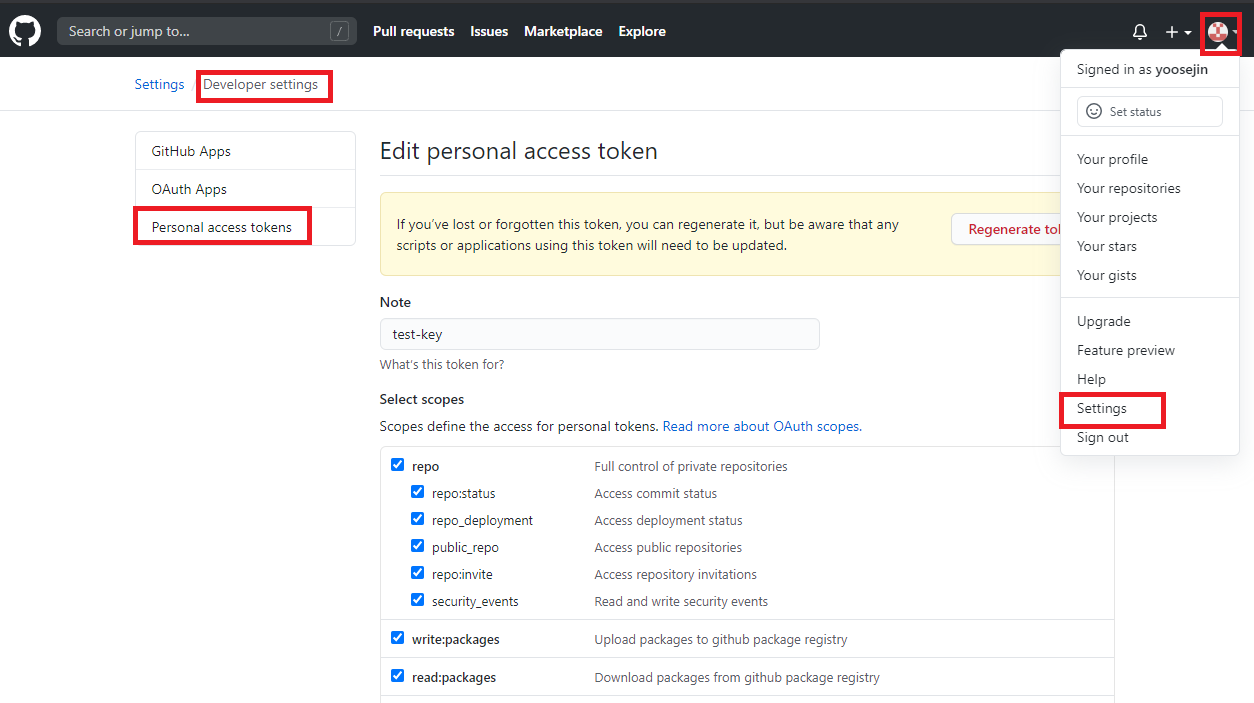 Search or jump to... /
Pull requests Issues Marketplace Explore
Signed in as yoosejin
Set status
Your profile
Your repositories
Your projects
Your stars
Your gists
Upgrade
Feature preview
Help
Settings
Sign out
Settings / Developer settings
GitHub Apps
OAuth Apps
Personal access tokens
Edit personal access token
If you've lost or forgotten this token, you can regenerate it, but be aware that any
scripts or applications using this token will need to be updated.
Regenerate
Note
test-key
What's this token for?
Select scopes
Scopes define the access for personal tokens. Read more about OAuth scopes.
repo Full control of private repositories
repo:status Access commit status
repo_deployment Access deployment status
public_repo Access public repositories
repo:invite Access repository invitations
security_events Read and write security events
write:packages Upload packages to github package registry
read:packages Download packages from github package registry